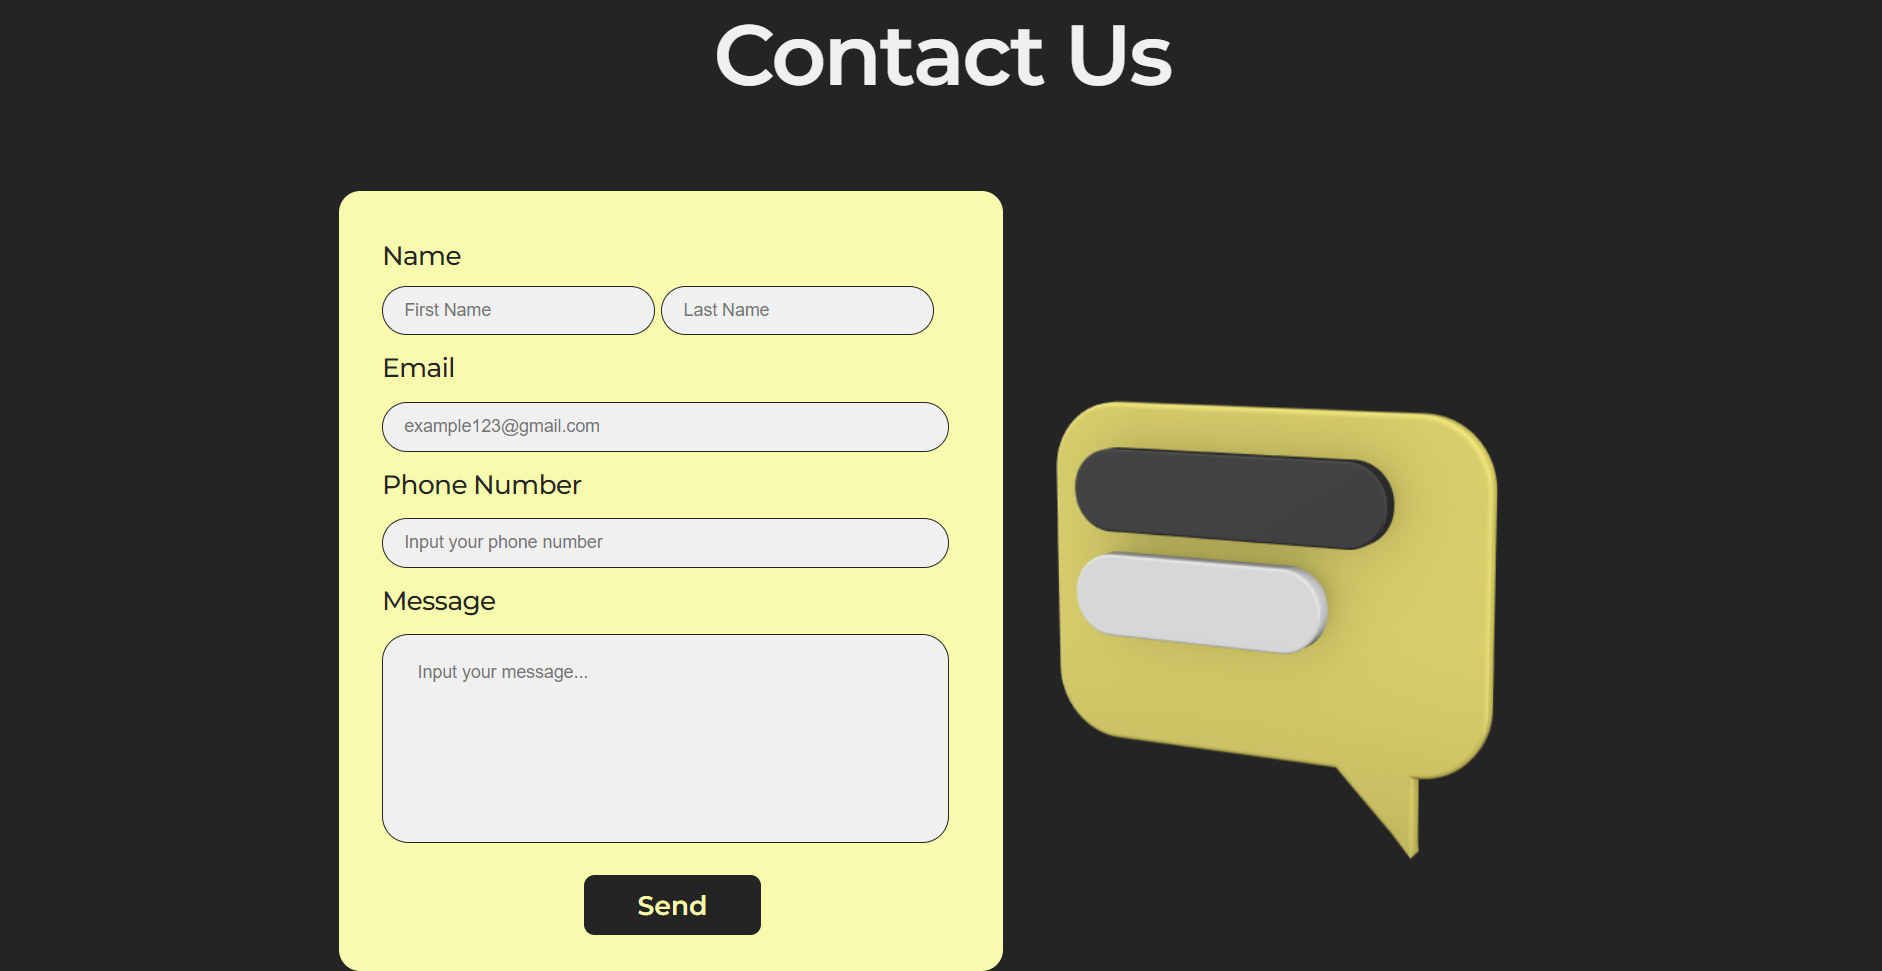 Contact Us
Name
First Name Last Name
Email
example123@gmail.com
Phone Number
Input your phone number
Message
Input your message...
Send